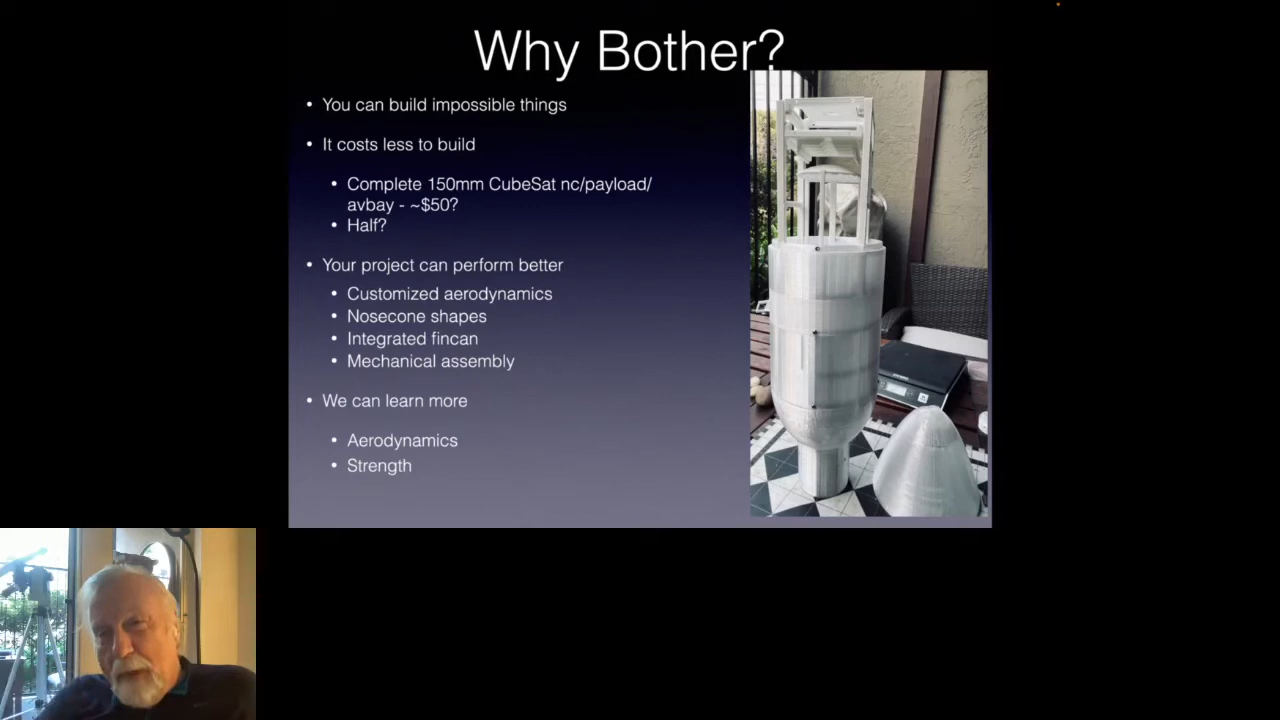 Why Bother?
• You can build impossible things
• It costs less to build
• Complete 150mm CubeSat nc/payload/
avbay - ~$50?
• Half?
• Your project can perform better
• Customized aerodynamics
• Nosecone shapes
• Integrated fincan
• Mechanical assembly
• We can learn more
• Aerodynamics
• Strength